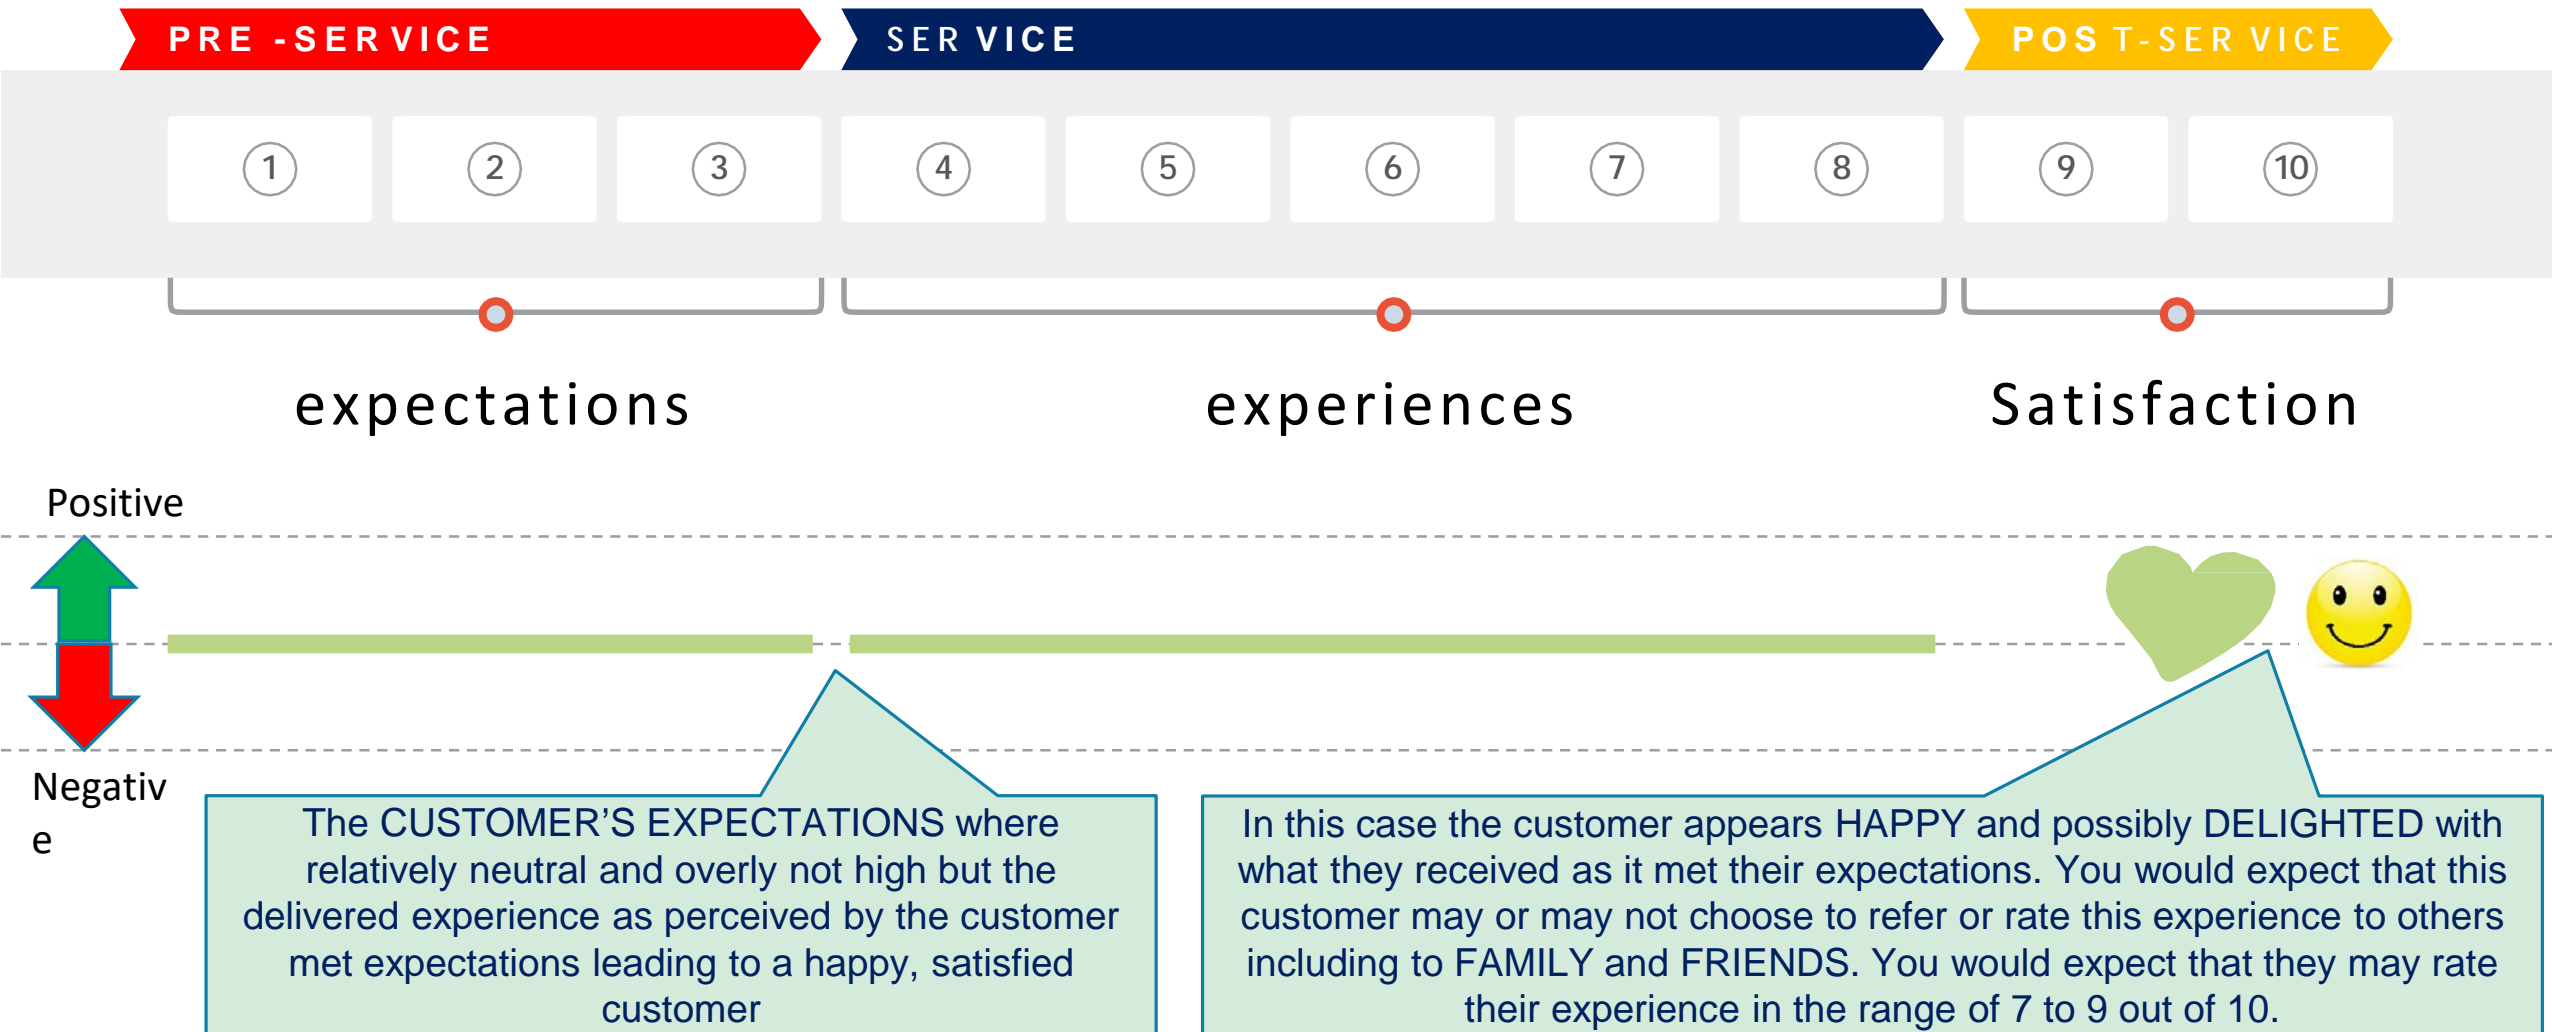 PRE -SERVICE
SERVICE
POST-SERVICE
1 2 3 4 5 6 7 8 9 10
expectations
experiences
Satisfaction
Positive
Negativ
e
The CUSTOMER’S EXPECTATIONS where
relatively neutral and overly not high but the
delivered experience as perceived by the customer
met expectations leading to a happy, satisfied
customer
In this case the customer appears HAPPY and possibly DELIGHTED with
what they received as it met their expectations. You would expect that this
customer may or may not choose to refer or rate this experience to others
including to FAMILY and FRIENDS. You would expect that they may rate
their experience in the range of 7 to 9 out of 10.